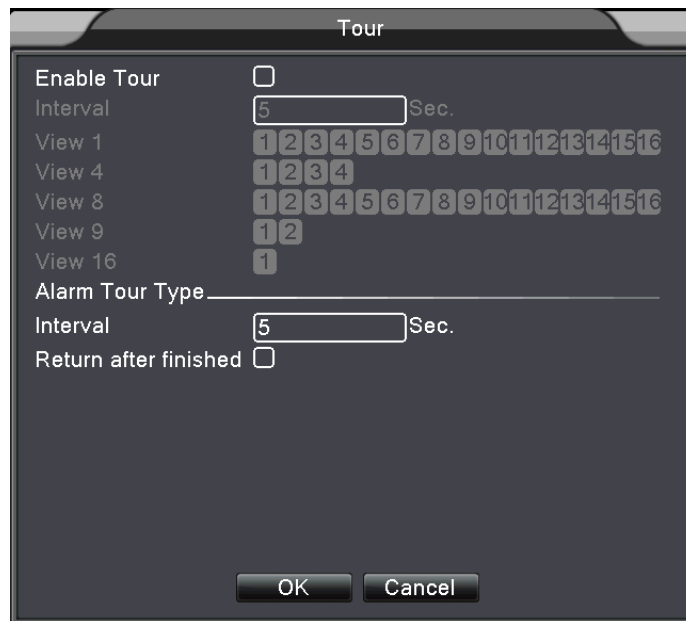 Tour
Enable Tour
Interval 5 Sec.
View 1 1 2 3 4 5 6 7 8 9 10 11 12 13 14 15 16
View 4 1 2 3 4
View 8 1 2 3 4 5 6 7 8 9 10 11 12 13 14 15 16
View 9 1 2
View 16 1
Alarm Tour Type
Interval 5 Sec.
Return after finished
OK Cancel